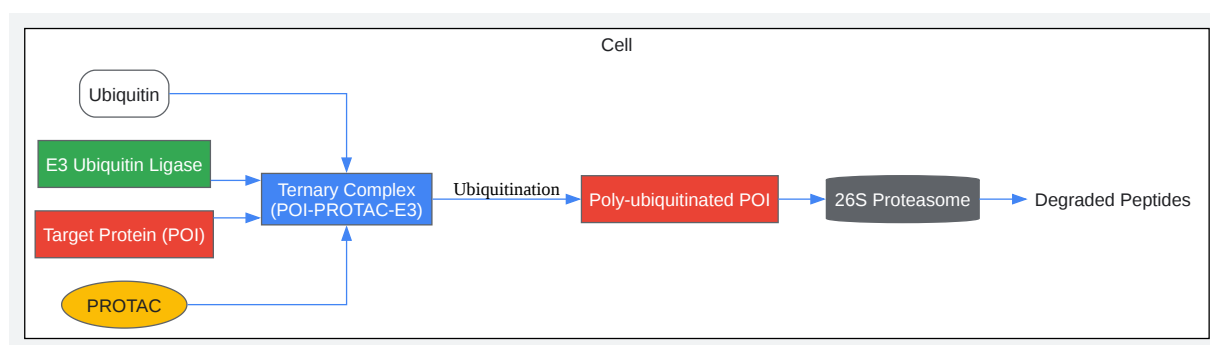 Cell
Ubiquitin
E3 Ubiquitin Ligase
Target Protein (POI)
PROTAC
Ternary Complex
(POI-PROTAC-E3)
Ubiquitination
Poly-ubiquitinated POI
26S Proteasome
Degraded Peptides